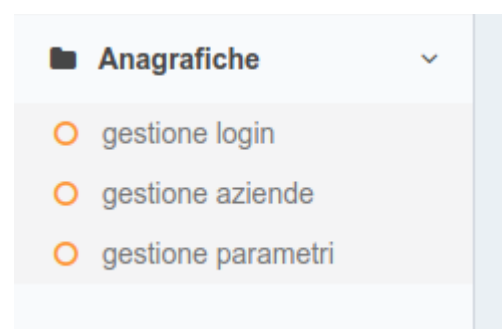 Anagrafiche
gestione login
gestione aziende
gestione parametri